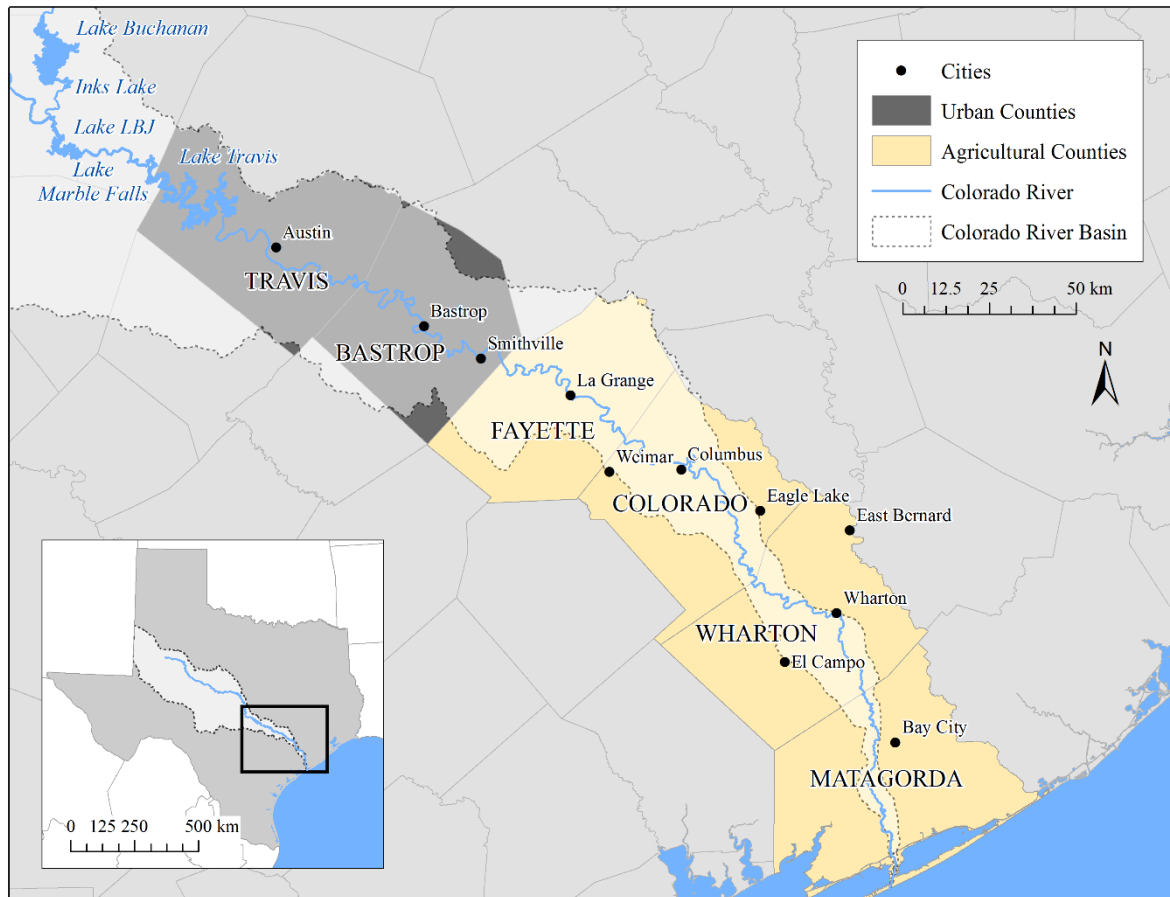 Lake Buchanan
Inks Lake
Lake LBJ
Lake
Marble Falls
Lake Travis
Austin
TRAVIS
Bastrop
BASTROP
Smithville
La Grange
FAYETTE
Weimar
Columbus
COLORADO
Eagle Lake
East Bernard
Wharton
WHARTON
El Campo
Bay City
MATAGORDA
Cities
Urban Counties
Agricultural Counties
Colorado River
Colorado River Basin
0 12.5 25 50 km
N
0 125 250 500 km